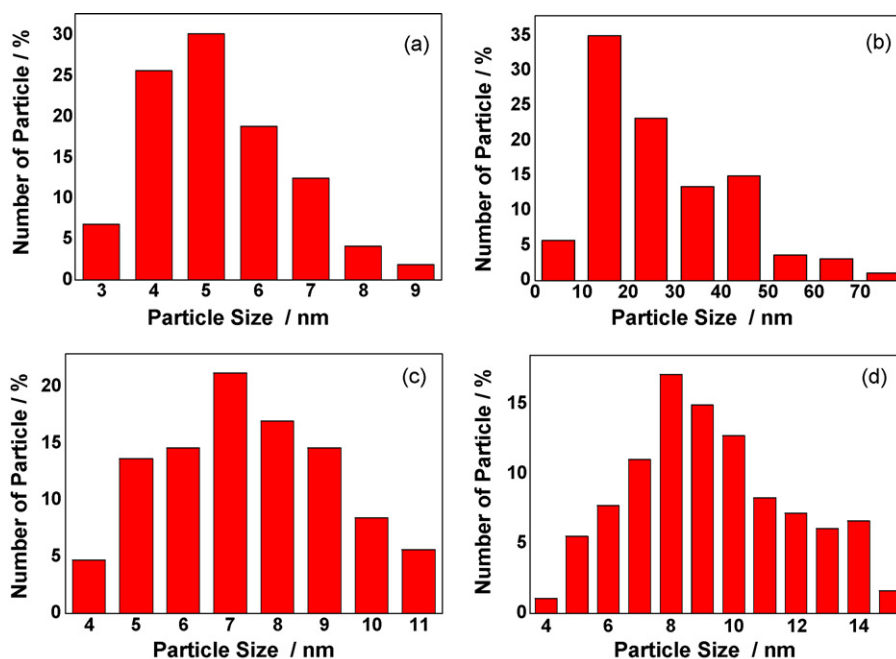 (a)
Number of Particle / %
30
25
20
15
10
5
0
3 4 5 6 7 8 9
Particle Size / nm
(b)
Number of Particle / %
35
30
25
20
15
10
5
0
0 10 20 30 40 50 60 70
Particle Size / nm
(c)
Number of Particle / %
20
15
10
5
0
4 5 6 7 8 9 10 11
Particle Size / nm
(d)
Number of Particle / %
15
10
5
0
4 6 8 10 12 14
Particle Size / nm